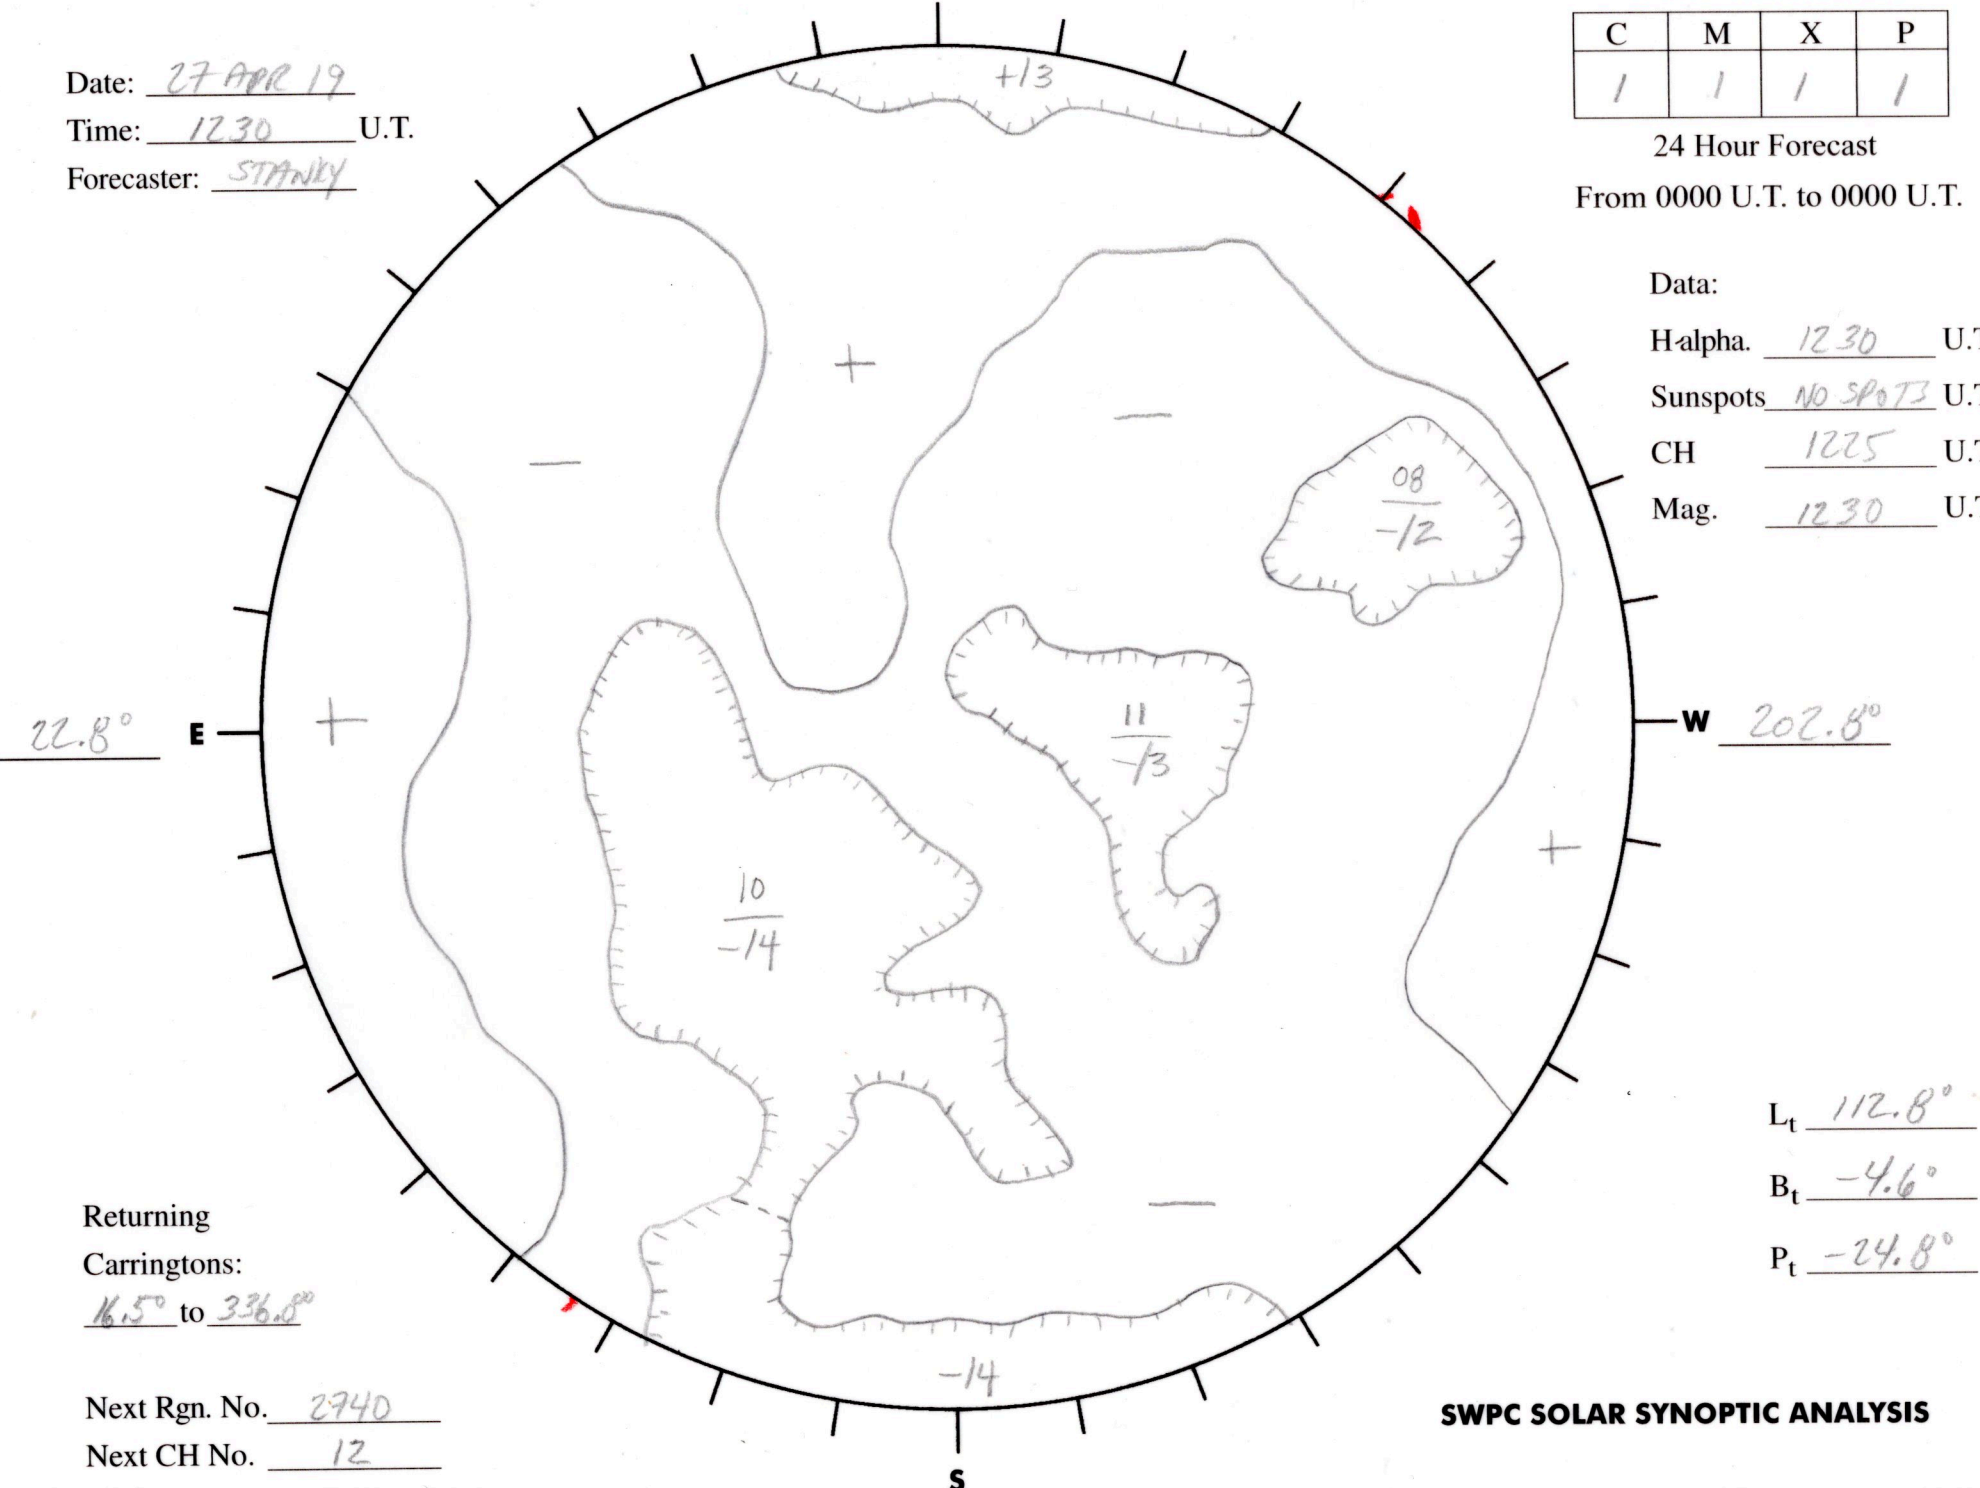 Date: 27 APR 19
Time: 1230 U.T.
Forecaster: STANKY
C M X P
1 1 1 1
24 Hour Forecast
From 0000 U.T. to 0000 U.T.
Data:
H-alpha. 1230 U.T
Sunspots NO SPOTS U.T
CH 1225 U.T
Mag. 1230 U.T
+13
+
—
—
08
-12
11
-13
22.8° E
+
W 202.8°
+
10
-14
—
-14
Lt 112.8°
Bt -4.6°
Pt -24.8°
Returning
Carringtons:
16.5° to 336.8°
Next Rgn. No. 2740
Next CH No. 12
SWPC SOLAR SYNOPTIC ANALYSIS
S